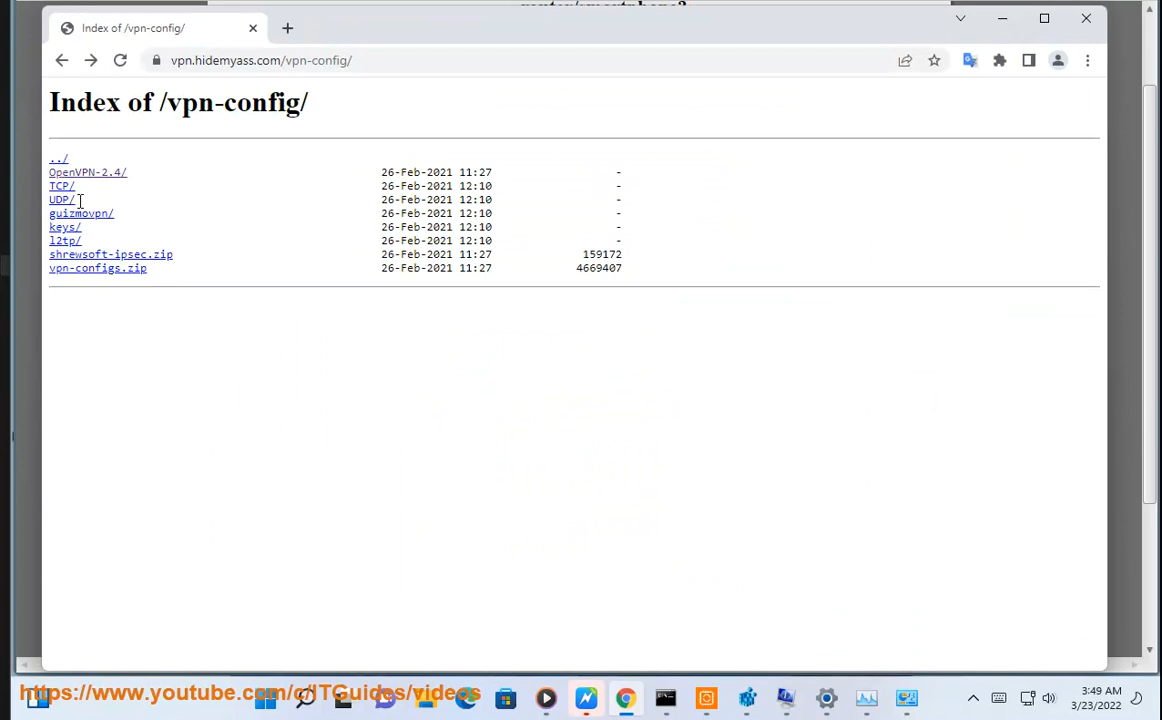 Index of /vpn-config/
vpn.hidemyass.com/vpn-config/
Index of /vpn-config/
../
OpenVPN-2.4/ 26-Feb-2021 11:27 -
TCP/ 26-Feb-2021 12:10 -
UDP/ 26-Feb-2021 12:10 -
guizmovpn/ 26-Feb-2021 12:10 -
keys/ 26-Feb-2021 12:10 -
l2tp/ 26-Feb-2021 12:10 -
shrewsoft-ipsec.zip 26-Feb-2021 11:27 159172
vpn-configs.zip 26-Feb-2021 11:27 4669407
https://www.youtube.com/c/ITGuides/videos
3:49 AM
3/23/2022